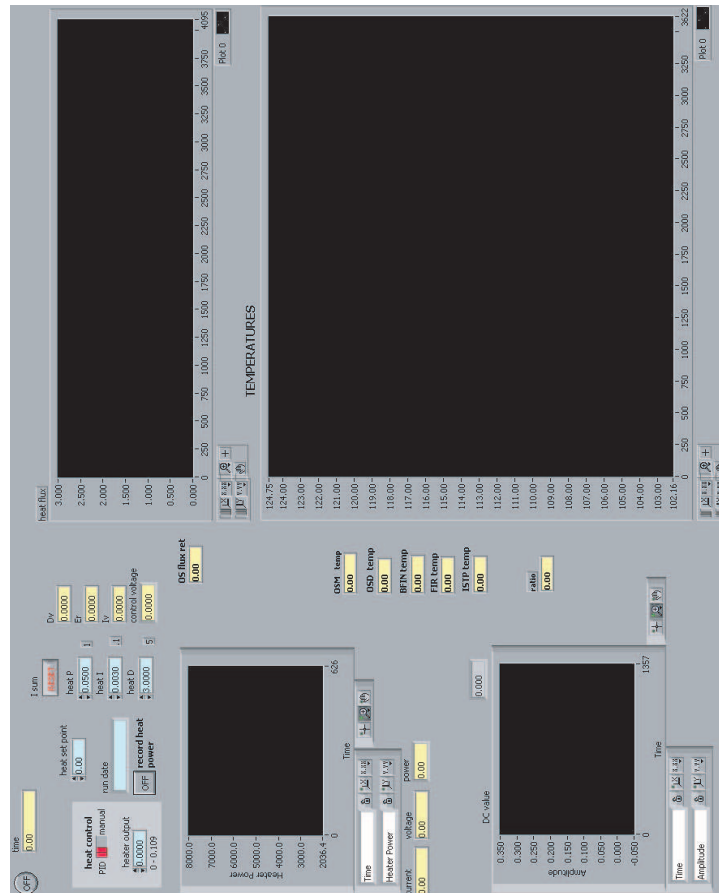 OFF
time
0.00
heat control
PID manual
heater output
0.0000
0 - 0.109
heat set point
0.00
run date
OFF
record heat power
I sum
heat P
0.0500
1
heat I
0.0030
.1
heat D
3.0000
5
Dv
0.0000
Er
0.0000
Iv
0.0000
control voltage
0.0000
OS flux ret
0.00
heat flux
3.000
2.500
2.000
1.500
1.000
0.500
0.000
0 250 500 750 1000 1250 1500 1750 2000 2250 2500 2750 3000 3250 3500 3750 4095
Plot 0
Heater Power
8000.0
7000.0
6000.0
5000.0
4000.0
3000.0
2036.4
0 626
Time
Time
Heater Power
current
0.00
voltage
0.00
power
0.00
OSM temp
0.00
OSD temp
0.00
BFIN temp
0.00
FIR temp
0.00
ISTP temp
0.00
ratio
0.00
TEMPERATURES
124.75
124.00
122.00
121.00
120.00
119.00
118.00
117.00
116.00
115.00
114.00
113.00
112.00
111.00
110.00
109.00
108.00
107.00
106.00
105.00
104.00
103.00
102.16
0 250 500 750 1000 1250 1500 1750 2000 2250 2500 2750 3000 3250 3622
Plot 0
DC value
0.000
Amplitude
0.350
0.300
0.250
0.200
0.150
0.100
0.050
0.000
-0.050
0 1357
Time
Time
Amplitude